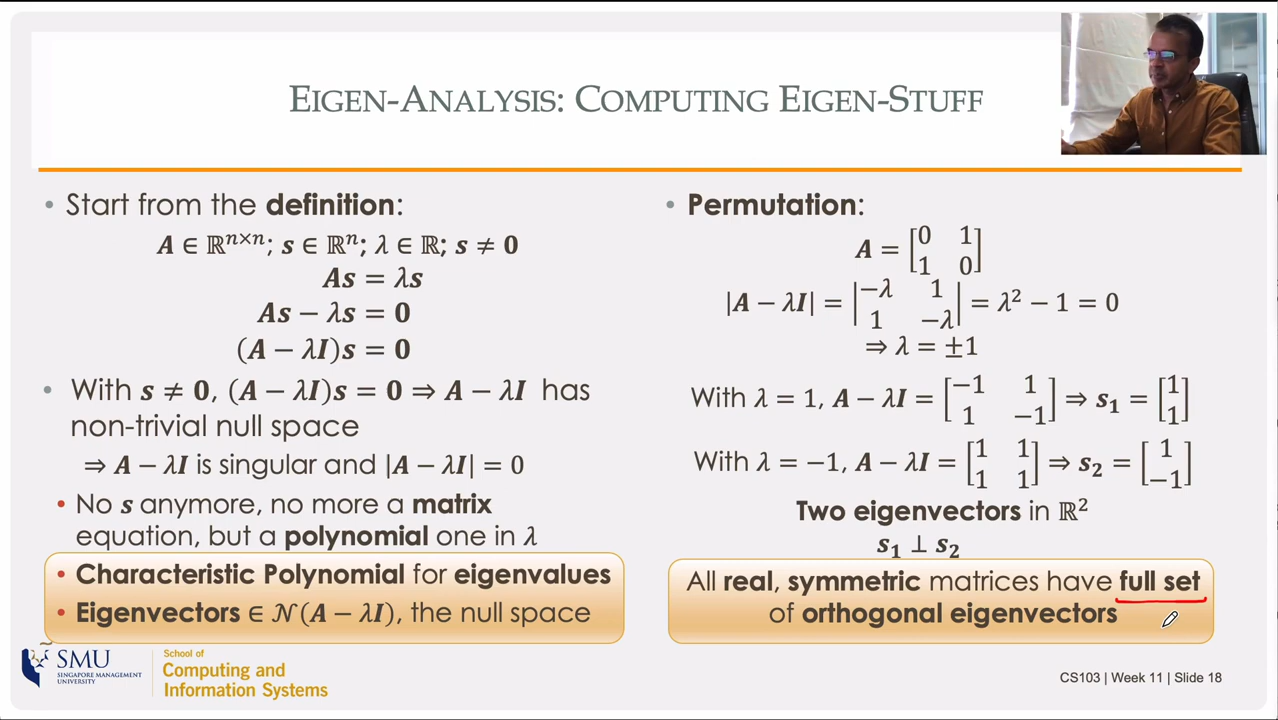 EIGEN-ANALYSIS: COMPUTING EIGEN-STUFF
• Start from the definition:
A ∈ ℝⁿˣⁿ; s ∈ ℝⁿ; λ ∈ ℝ; s ≠ 0
As = λs
As − λs = 0
(A − λI)s = 0
• With s ≠ 0, (A − λI)s = 0 ⇒ A − λI has
non-trivial null space
⇒ A − λI is singular and |A − λI| = 0
• No s anymore, no more a matrix
equation, but a polynomial one in λ
• Characteristic Polynomial for eigenvalues
• Eigenvectors ∈ 𝒩(A − λI), the null space
• Permutation:
A = [0 1; 1 0]
|A − λI| = |−λ 1; 1 −λ| = λ² − 1 = 0
⇒ λ = ±1
With λ = 1, A − λI = [−1 1; 1 −1] ⇒ s₁ = [1; 1]
With λ = −1, A − λI = [1 1; 1 1] ⇒ s₂ = [1; −1]
Two eigenvectors in ℝ²
s₁ ⊥ s₂
All real, symmetric matrices have full set
of orthogonal eigenvectors
SMU
SINGAPORE MANAGEMENT
UNIVERSITY
School of
Computing and
Information Systems
CS103 | Week 11 | Slide 18